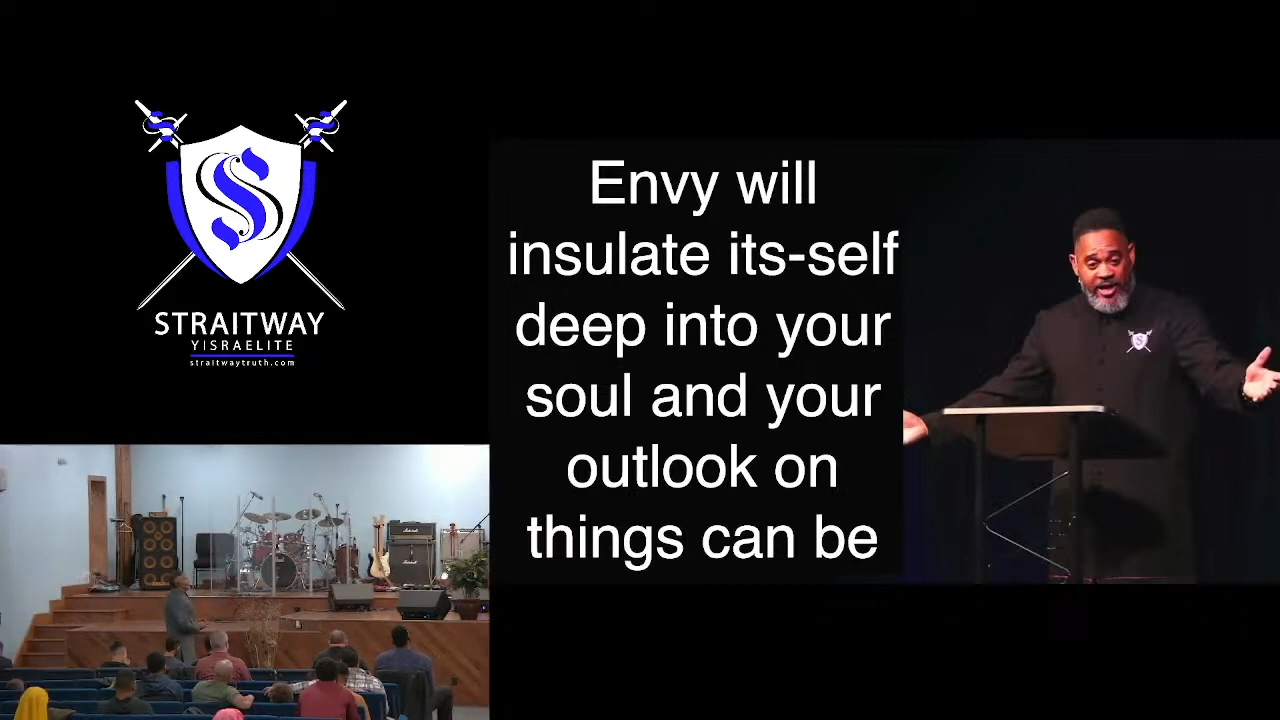 S
STRAITWAY
YISRAELITE
straitwaytruth.com
Envy will
insulate its-self
deep into your
soul and your
outlook on
things can be